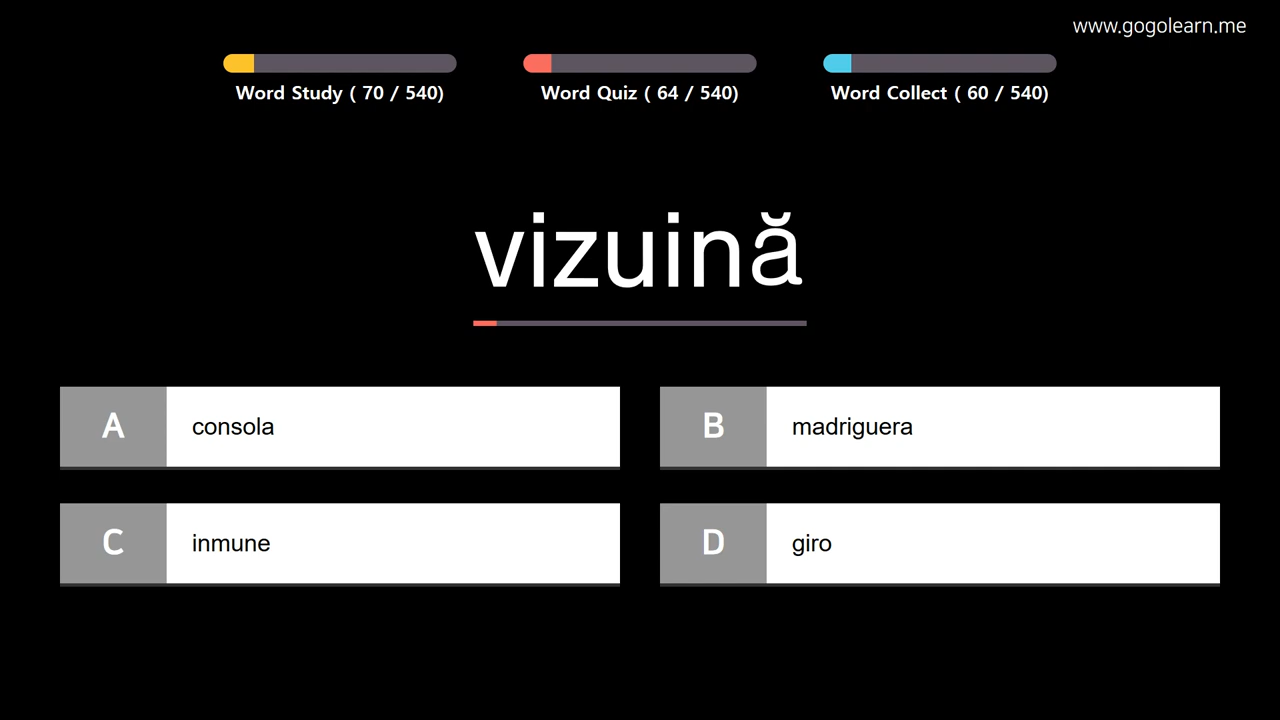 www.gogolearn.me
Word Study ( 70 / 540)
Word Quiz ( 64 / 540)
Word Collect ( 60 / 540)
vizuină
A consola
B madriguera
C inmune
D giro